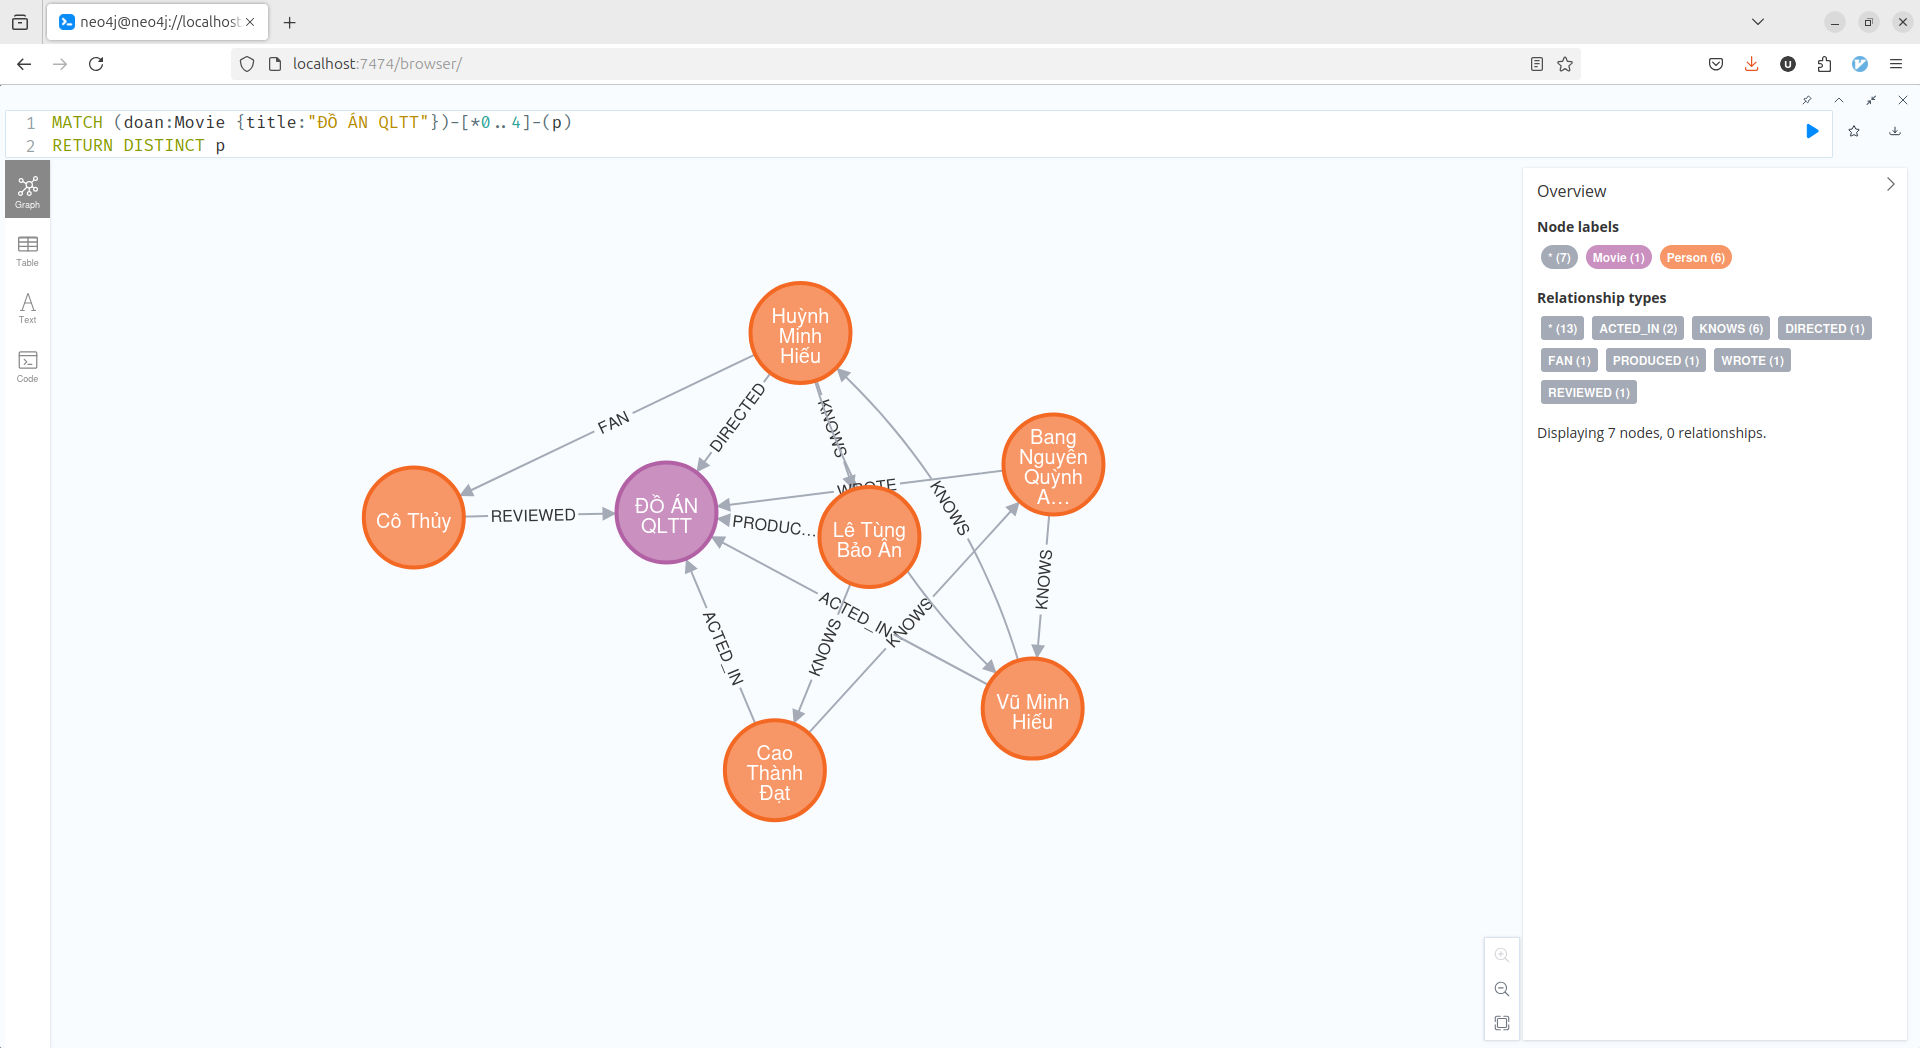 neo4j@neo4j://localhost
localhost:7474/browser/
1 MATCH (doan:Movie {title:"ĐỒ ÁN QLTT"})-[*0..4]-(p)
2 RETURN DISTINCT p
Graph
Table
Text
Code
Huỳnh
Minh
Hiếu
Bang
Nguyễn
Quỳnh
A...
Cô Thủy
ĐỒ ÁN
QLTT
Lê Tùng
Bảo Ân
Vũ Minh
Hiếu
Cao
Thành
Đạt
FAN
DIRECTED
KNOWS
WROTE
KNOWS
REVIEWED
PRODUC...
KNOWS
ACTED_IN
KNOWS
KNOWS
ACTED_IN
Overview
Node labels
* (7) Movie (1) Person (6)
Relationship types
* (13) ACTED_IN (2) KNOWS (6) DIRECTED (1)
FAN (1) PRODUCED (1) WROTE (1)
REVIEWED (1)
Displaying 7 nodes, 0 relationships.